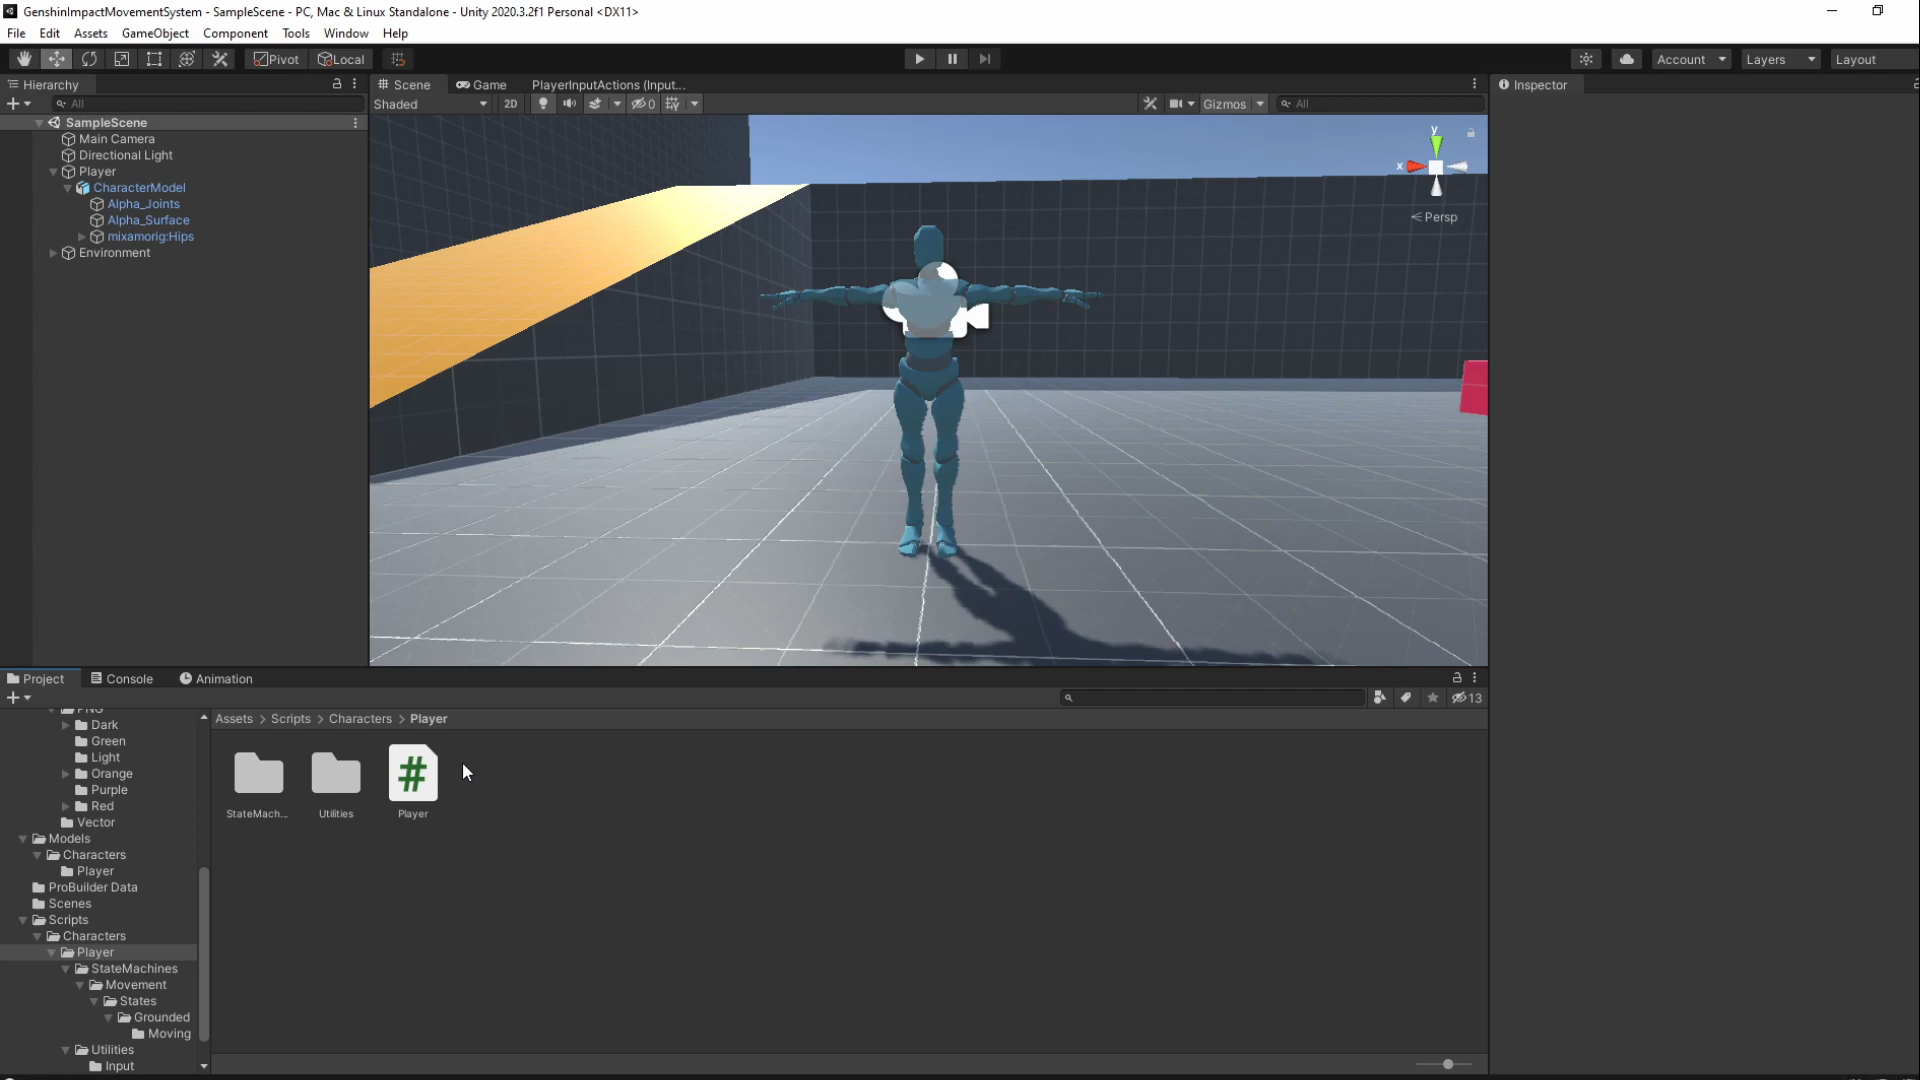 GenshinImpactMovementSystem - SampleScene - PC, Mac & Linux Standalone - Unity 2020.3.2f1 Personal <DX11>
File Edit Assets GameObject Component Tools Window Help
Pivot Local Account Layers Layout
Hierarchy
All
SampleScene
Main Camera
Directional Light
Player
CharacterModel
Alpha_Joints
Alpha_Surface
mixamorig:Hips
Environment
Scene Game PlayerInputActions (Input...
Shaded 2D 0 Gizmos All
y
x
Persp
Inspector
Project Console Animation
13
PNG
Dark
Green
Light
Orange
Purple
Red
Vector
Models
Characters
Player
ProBuilder Data
Scenes
Scripts
Characters
Player
StateMachines
Movement
States
Grounded
Moving
Utilities
Input
Assets > Scripts > Characters > Player
#
StateMach... Utilities Player